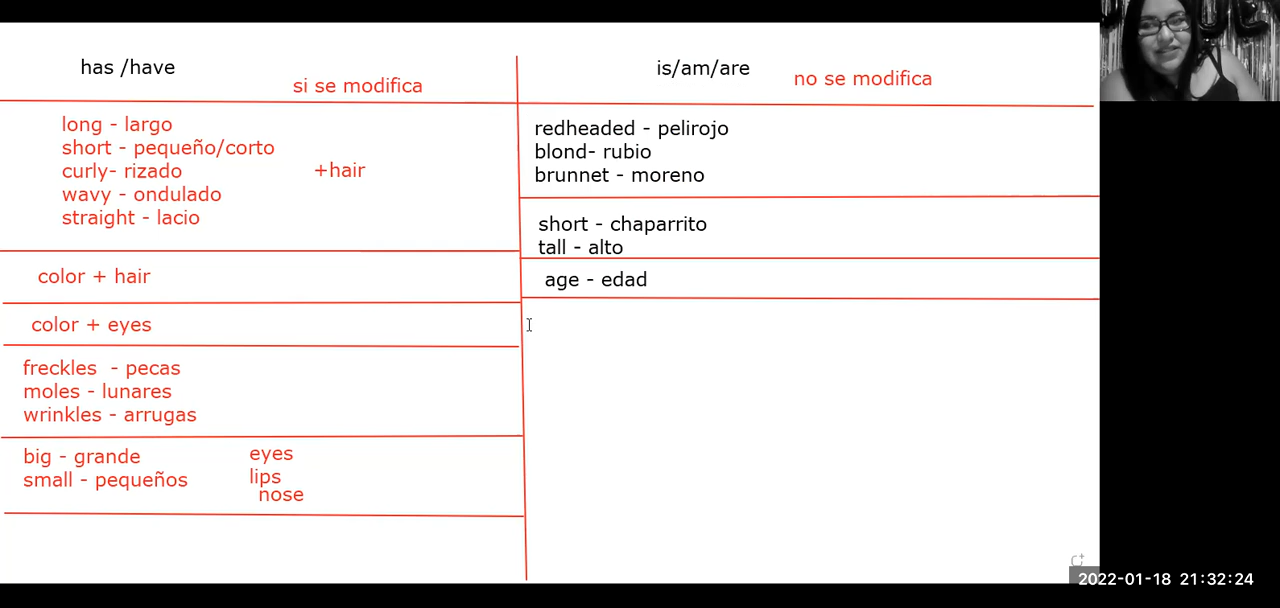 has /have
si se modifica
long - largo
short - pequeño/corto
curly- rizado
+hair
wavy - ondulado
straight - lacio
color + hair
color + eyes
freckles  - pecas
moles - lunares
wrinkles - arrugas
big - grande
eyes
small - pequeños
lips
nose
is/am/are
no se modifica
redheaded - pelirojo
blond- rubio
brunnet - moreno
short - chaparrito
tall - alto
age - edad
2022-01-18 21:32:24